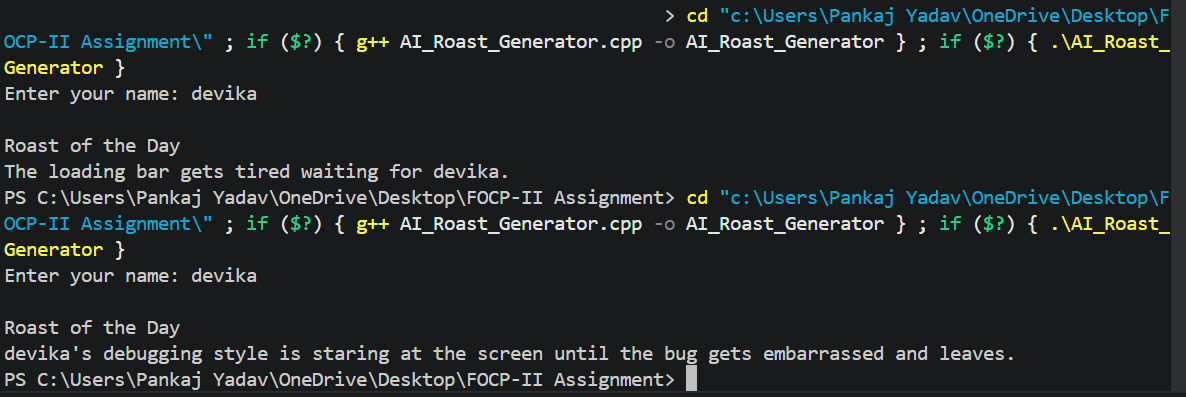 > cd "c:\Users\Pankaj Yadav\OneDrive\Desktop\F
OCP-II Assignment\" ; if ($?) { g++ AI_Roast_Generator.cpp -o AI_Roast_Generator } ; if ($?) { .\AI_Roast_
Generator }
Enter your name: devika
Roast of the Day
The loading bar gets tired waiting for devika.
PS C:\Users\Pankaj Yadav\OneDrive\Desktop\FOCP-II Assignment> cd "c:\Users\Pankaj Yadav\OneDrive\Desktop\F
OCP-II Assignment\" ; if ($?) { g++ AI_Roast_Generator.cpp -o AI_Roast_Generator } ; if ($?) { .\AI_Roast_
Generator }
Enter your name: devika
Roast of the Day
devika's debugging style is staring at the screen until the bug gets embarrassed and leaves.
PS C:\Users\Pankaj Yadav\OneDrive\Desktop\FOCP-II Assignment>